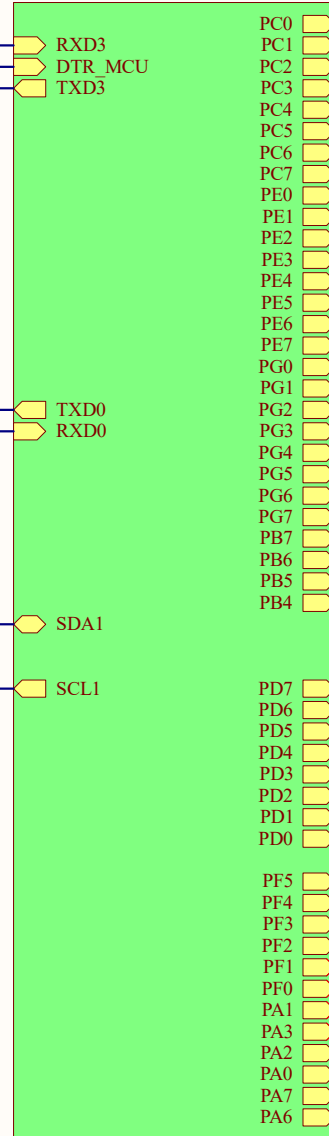 PC0
RXD3 PC1
DTR_MCU PC2
TXD3 PC3
PC4
PC5
PC6
PC7
PE0
PE1
PE2
PE3
PE4
PE5
PE6
PE7
PG0
PG1
TXD0 PG2
RXD0 PG3
PG4
PG5
PG6
PG7
PB7
PB6
PB5
PB4
SDA1
SCL1 PD7
PD6
PD5
PD4
PD3
PD2
PD1
PD0
PF5
PF4
PF3
PF2
PF1
PF0
PA1
PA3
PA2
PA0
PA7
PA6